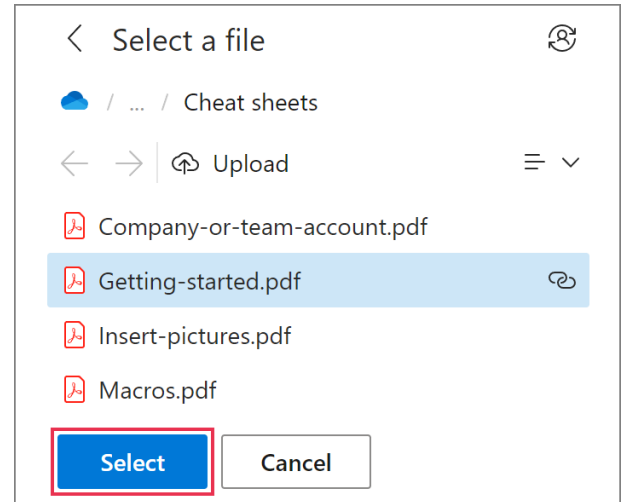 Select a file
/ ... / Cheat sheets
Upload
Company-or-team-account.pdf
Getting-started.pdf
Insert-pictures.pdf
Macros.pdf
Select Cancel